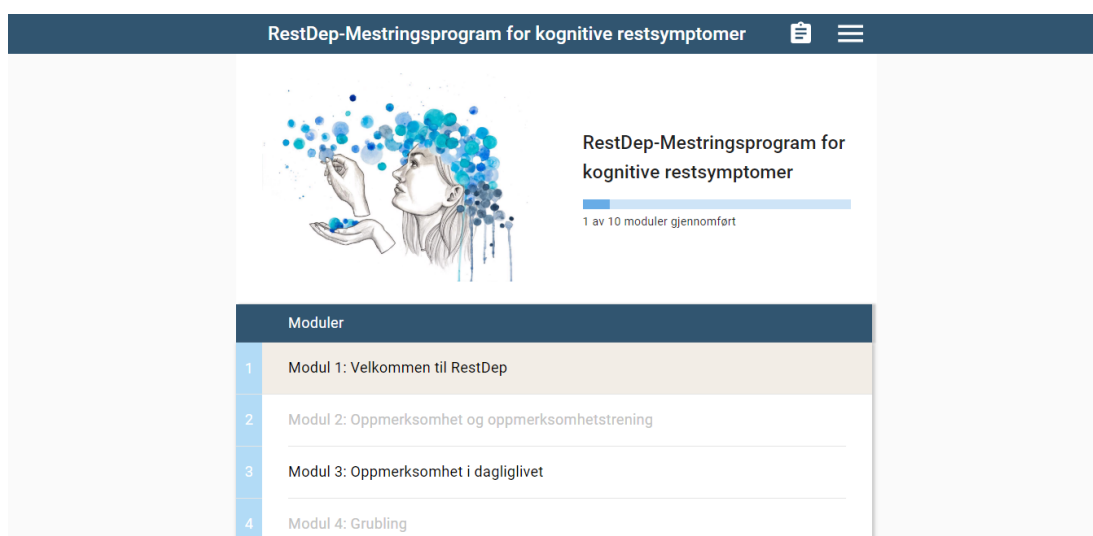 RestDep-Mestringsprogram for kognitive restsymptomer
RestDep-Mestringsprogram for
kognitive restsymptomer
1 av 10 moduler gjennomført
Moduler
1 Modul 1: Velkommen til RestDep
2 Modul 2: Oppmerksomhet og oppmerksomhetstrening
3 Modul 3: Oppmerksomhet i dagliglivet
4 Modul 4: Grubling